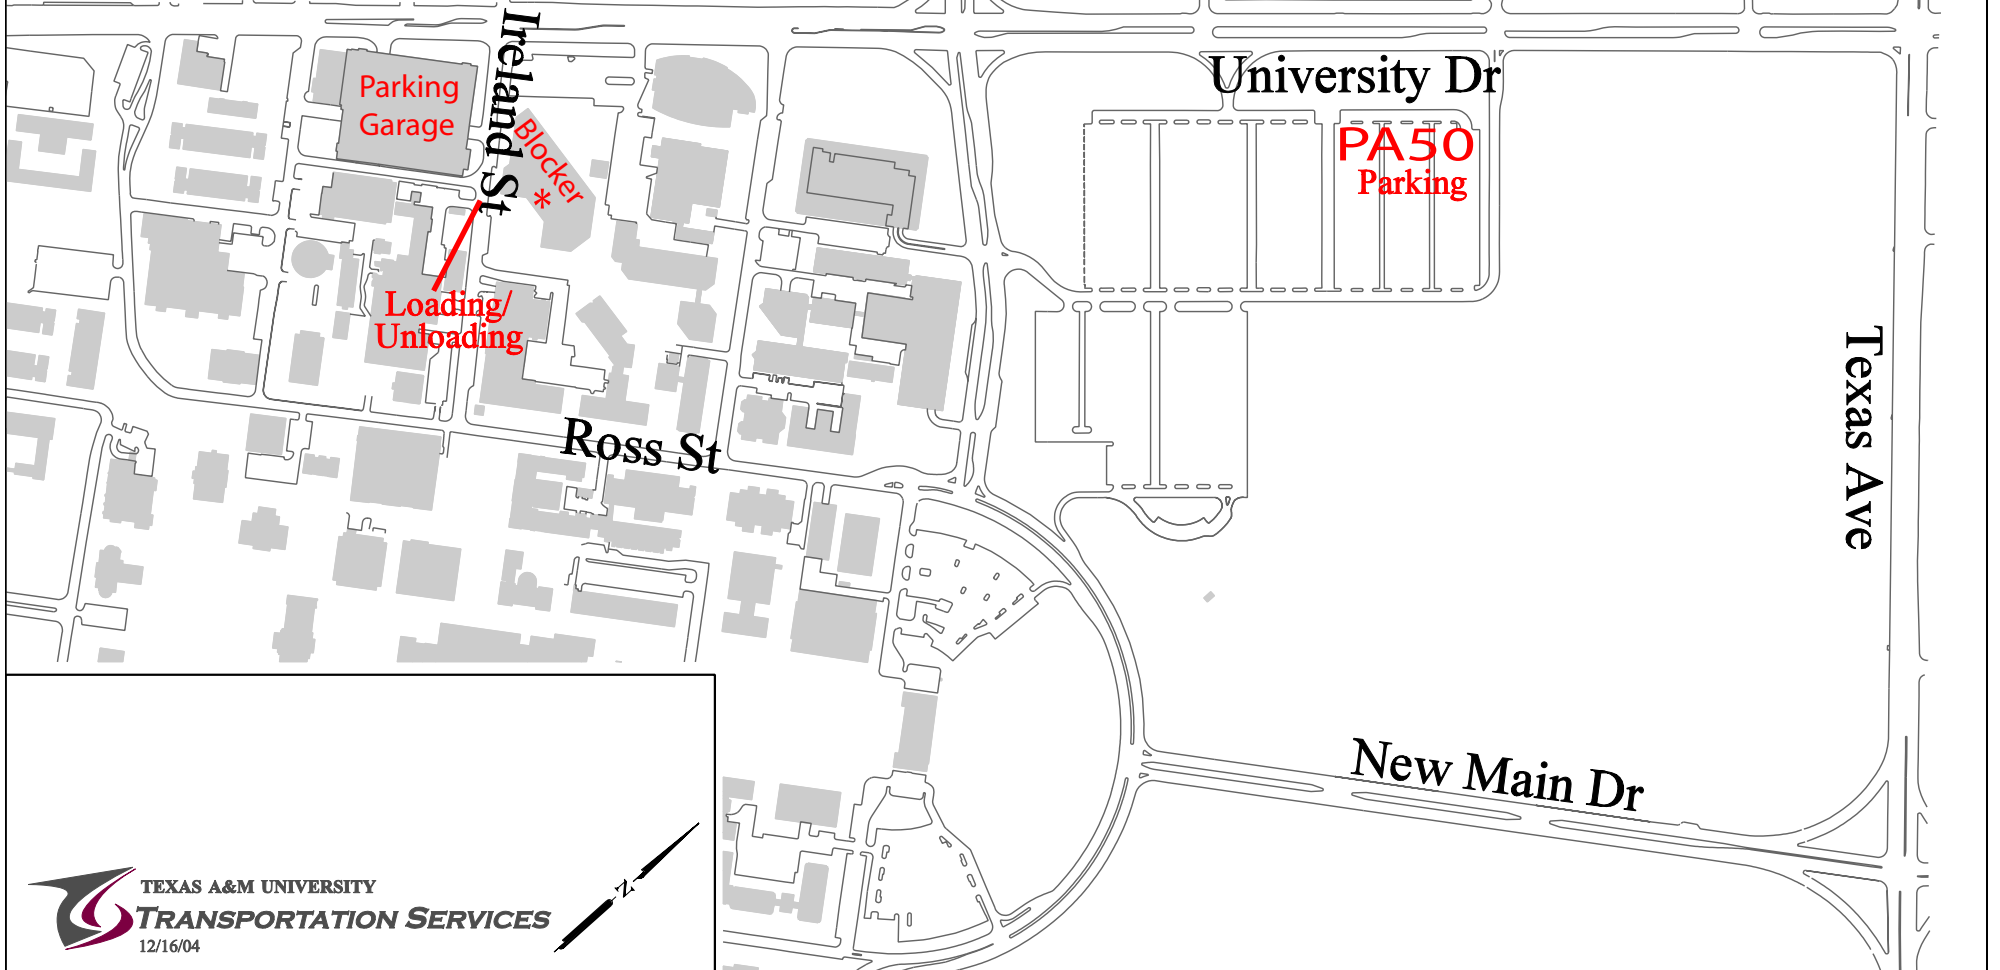 Ireland St
University Dr
Parking
Garage
Blocker
*
PA50
Parking
Loading/
Unloading
Texas Ave
Ross St
New Main Dr
N
TEXAS A&M UNIVERSITY
TRANSPORTATION SERVICES
12/16/04